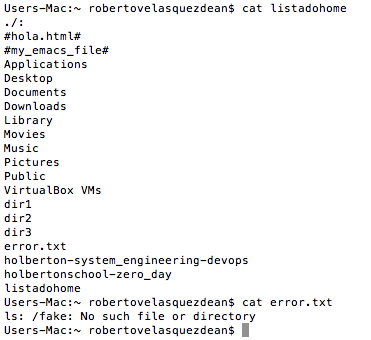 Users-Mac:~ robertovelasquezdean$ cat listadohome
./:
#hola.html#
#my_emacs_file#
Applications
Desktop
Documents
Downloads
Library
Movies
Music
Pictures
Public
VirtualBox VMs
dir1
dir2
dir3
error.txt
holberton-system_engineering-devops
holbertonschool-zero_day
listadohome
Users-Mac:~ robertovelasquezdean$ cat error.txt
ls: /fake: No such file or directory
Users-Mac:~ robertovelasquezdean$